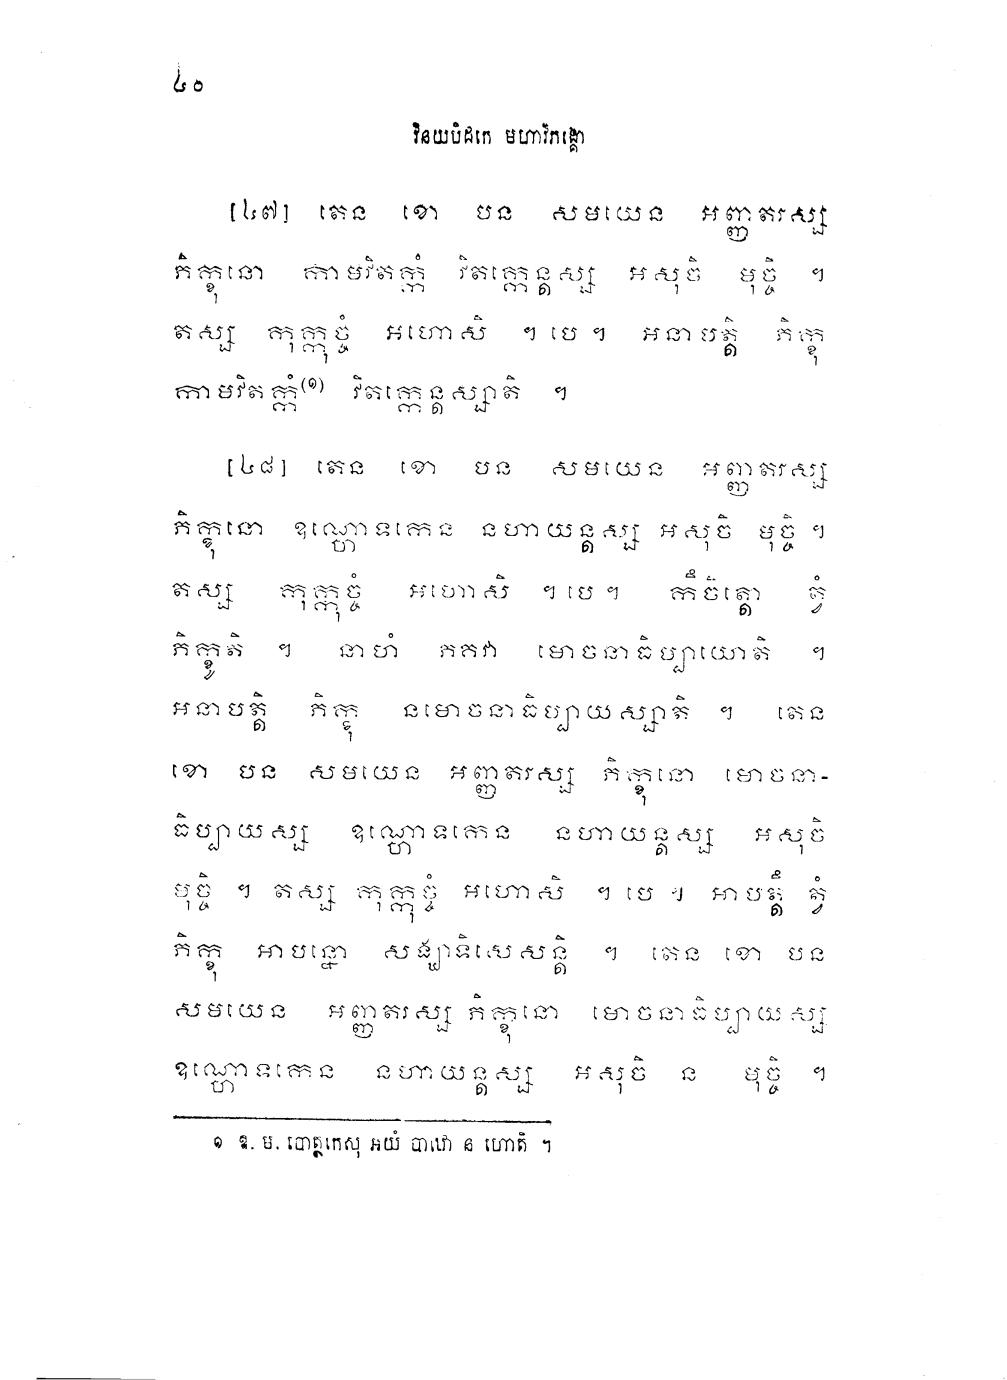 ៤០
វិនយបិដកេ មហាវិភង្គោ
[៤៧] តេន ខោ បន សមយេន អញ្ញតរស្ស
ភិក្ខុនោ កាមវិតក្កំ វិតក្កេន្តស្ស អសុចិ មុច្ចិ ។
តស្ស កុក្កុច្ចំ អហោសិ ។ បេ ។ អនាបត្តិ ភិក្ខុ
កាមវិតក្កំ(១) វិតក្កេន្តស្សាតិ ។
[៤៨] តេន ខោ បន សមយេន អញ្ញតរស្ស
ភិក្ខុនោ ឧណ្ហោទកេន នហាយន្តស្ស អសុចិ មុច្ចិ ។
តស្ស កុក្កុច្ចំ អហោសិ ។ បេ ។ កឹចិត្តោ ត្វំ
ភិក្ខូតិ ។ នាហំ ភគវា មោចនាធិប្បាយោតិ ។
អនាបត្តិ ភិក្ខុ នមោចនាធិប្បាយស្សាតិ ។ តេន
ខោ បន សមយេន អញ្ញតរស្ស ភិក្ខុនោ មោចនា-
ធិប្បាយស្ស ឧណ្ហោទកេន នហាយន្តស្ស អសុចិ
មុច្ចិ ។ តស្ស កុក្កុច្ចំ អហោសិ ។ បេ ។ អាបត្តឹ ត្វំ
ភិក្ខុ អាបន្នោ សង្ឃាទិសេសន្តិ ។ តេន ខោ បន
សមយេន អញ្ញតរស្ស ភិក្ខុនោ មោចនាធិប្បាយស្ស
ឧណ្ហោទកេន នហាយន្តស្ស អសុចិ ន មុច្ចិ ។
១ ឱ. ម. បោត្ថកេសុ អយំ បាឋោ ន ហោតិ ។